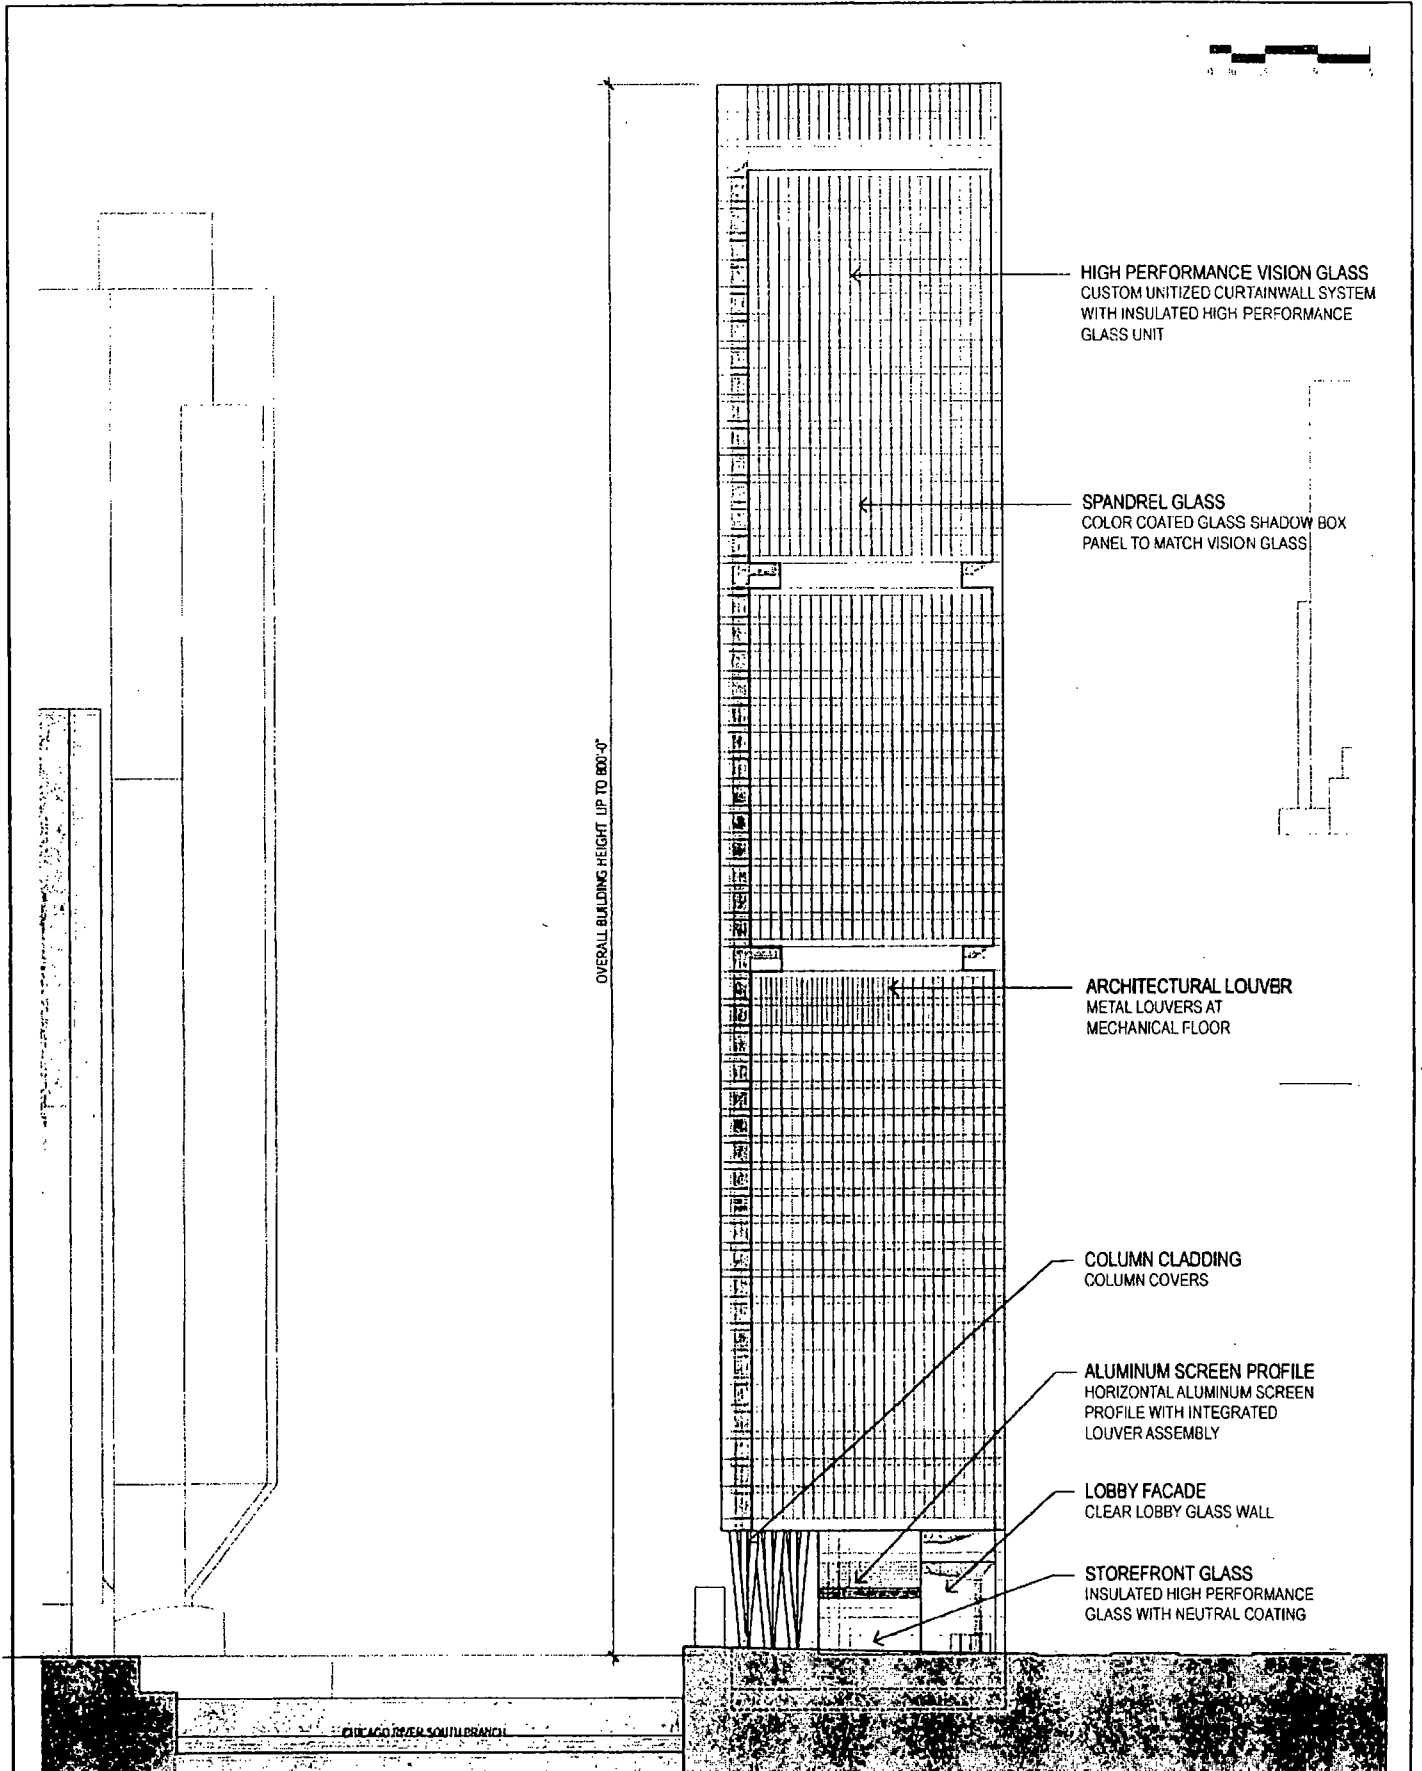 HIGH PERFORMANCE VISION GLASS
CUSTOM UNITIZED CURTAINWALL SYSTEM
WITH INSULATED HIGH PERFORMANCE
GLASS UNIT
SPANDREL GLASS
COLOR COATED GLASS SHADOW BOX
PANEL TO MATCH VISION GLASS
OVERALL BUILDING HEIGHT UP TO 800'-0"
ARCHITECTURAL LOUVER
METAL LOUVERS AT
MECHANICAL FLOOR
COLUMN CLADDING
COLUMN COVERS
ALUMINUM SCREEN PROFILE
HORIZONTAL ALUMINUM SCREEN
PROFILE WITH INTEGRATED
LOUVER ASSEMBLY
LOBBY FACADE
CLEAR LOBBY GLASS WALL
STOREFRONT GLASS
INSULATED HIGH PERFORMANCE
GLASS WITH NEUTRAL COATING
CHICAGO RIVER SOUTH BRANCH